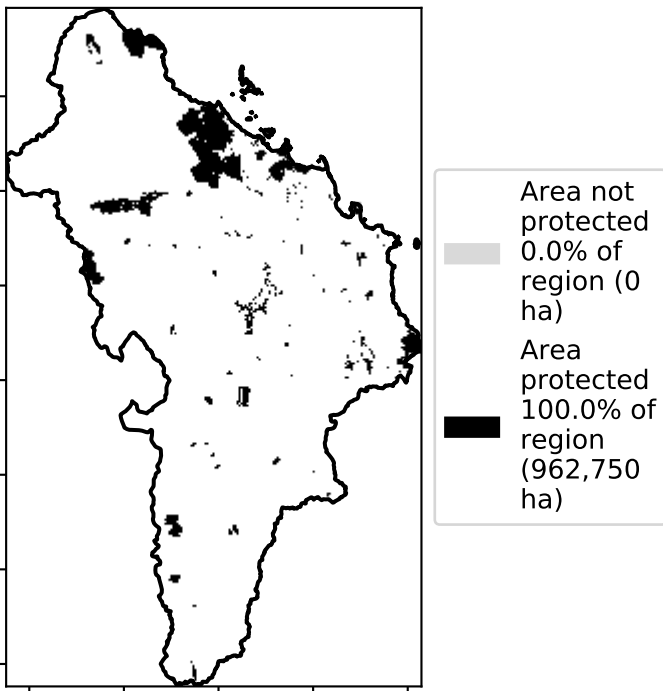 Area not
protected
0.0% of
region (0
ha)
Area
protected
100.0% of
region
(962,750
ha)